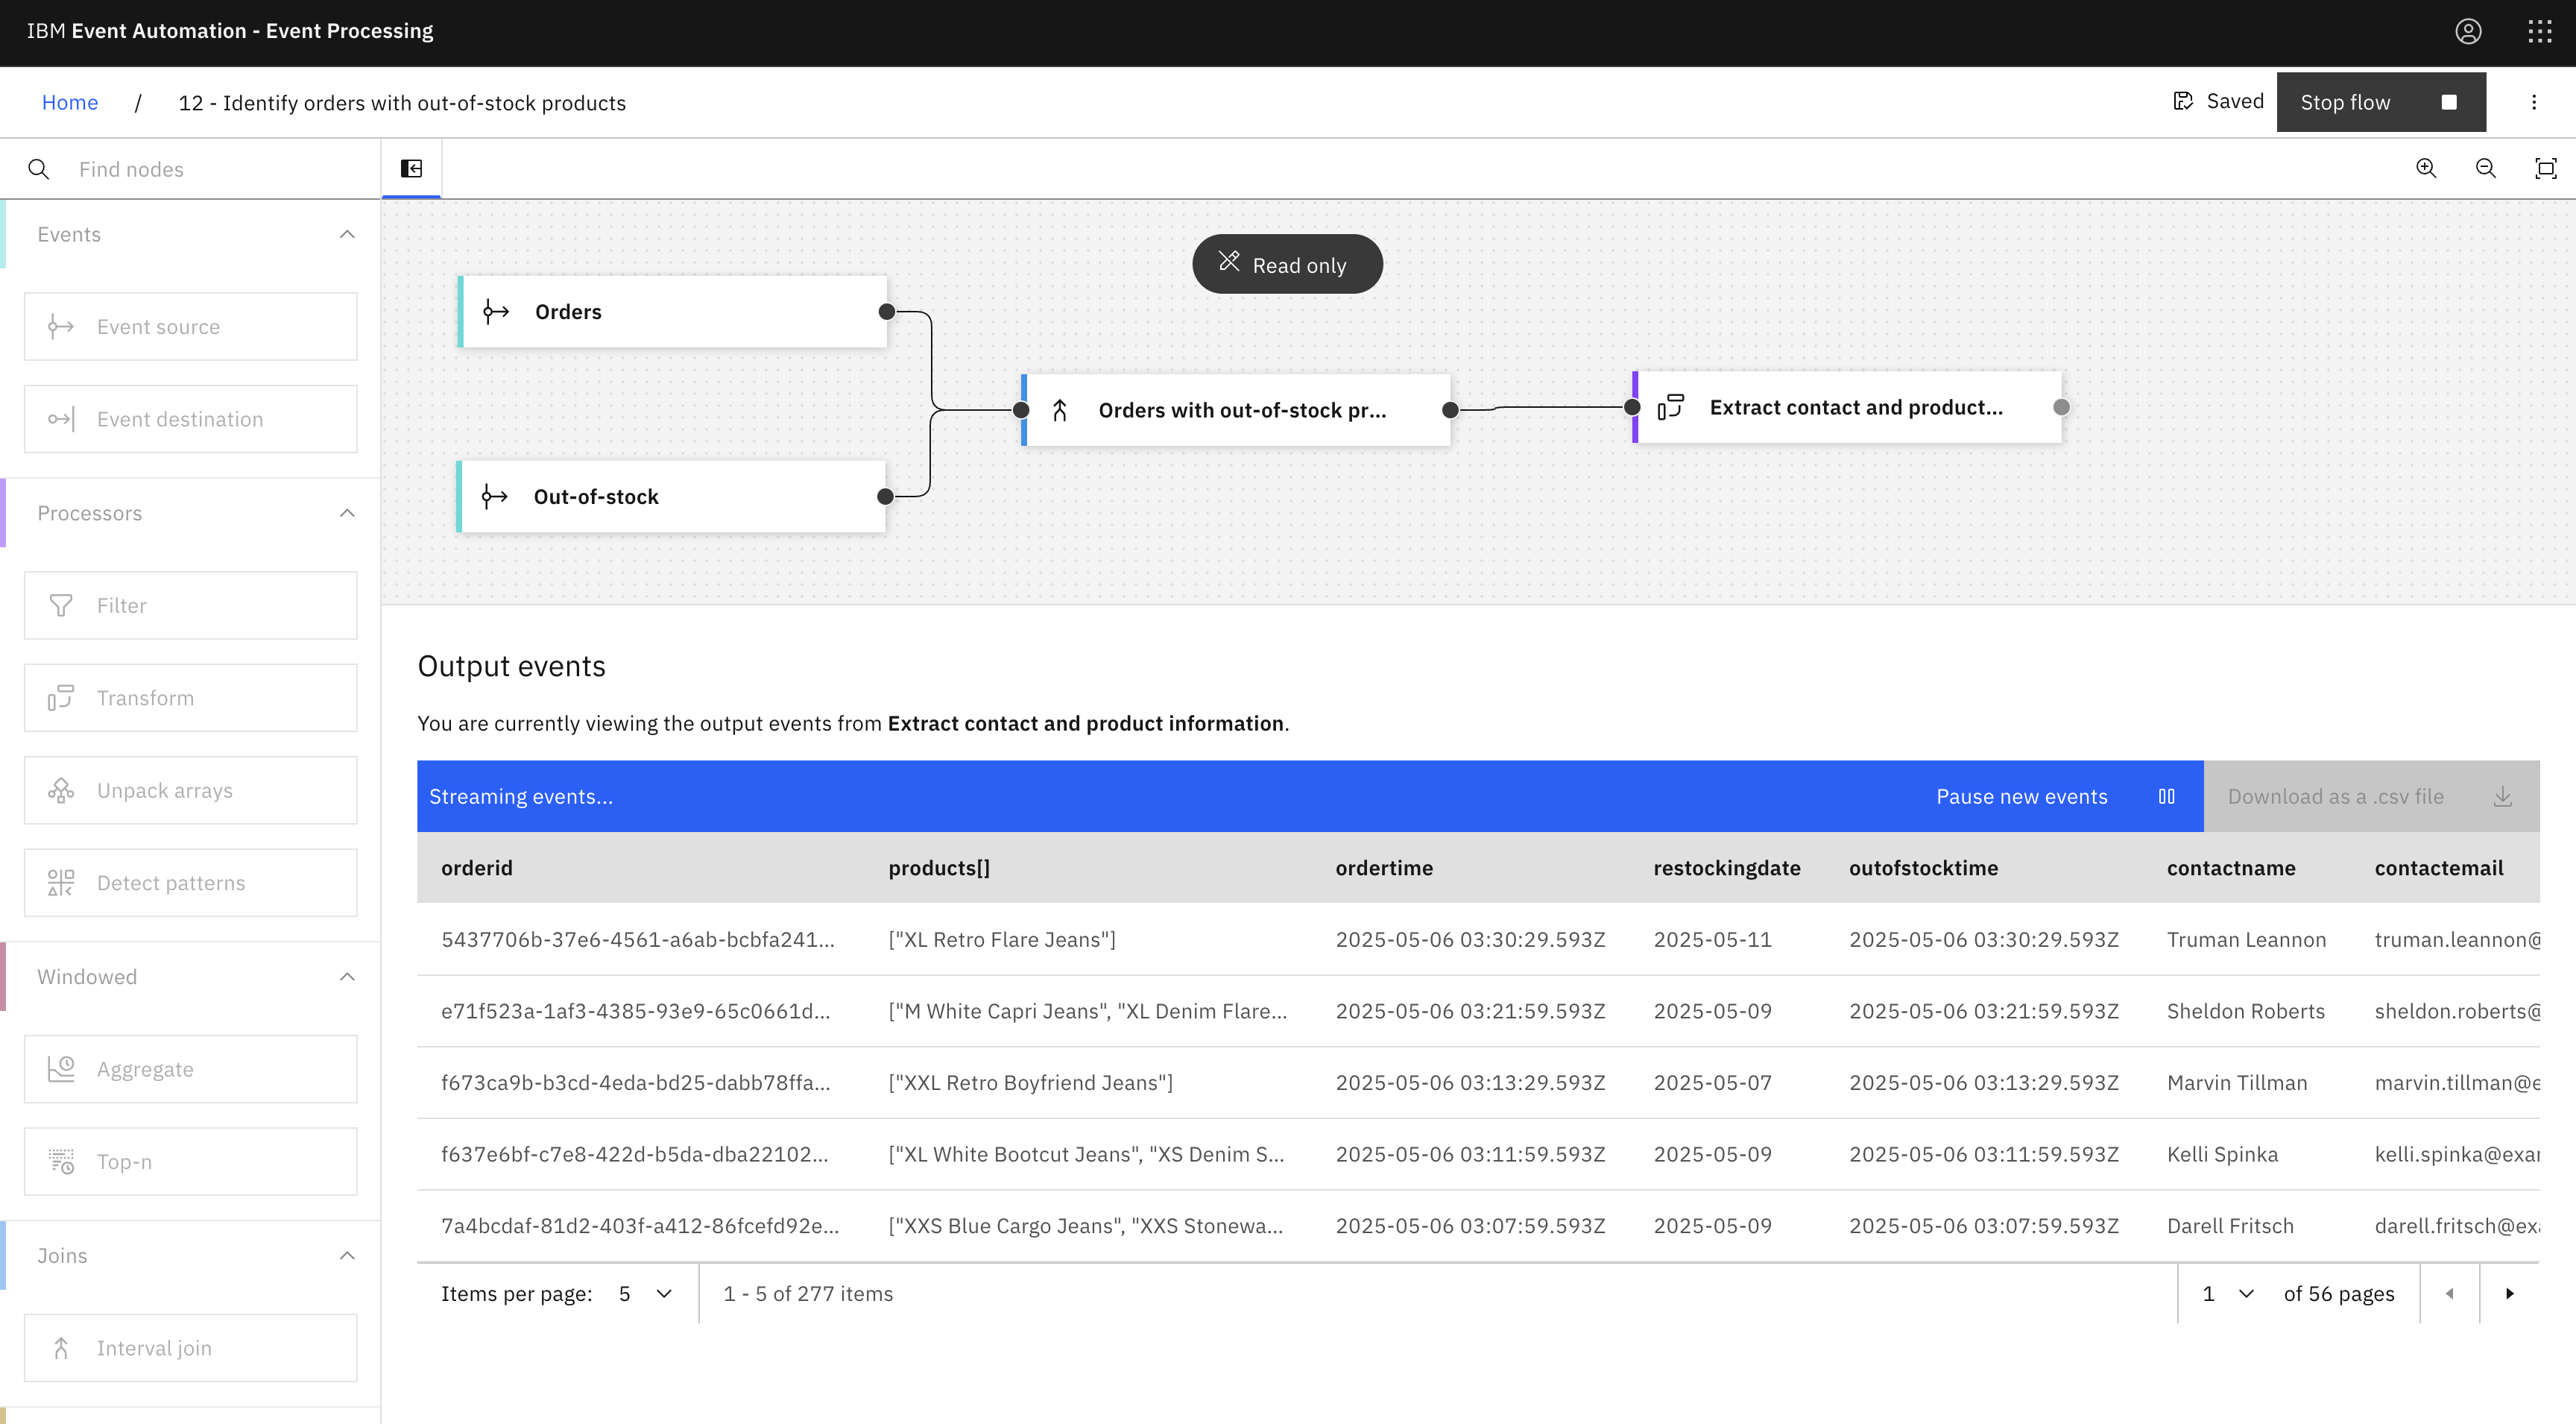 IBM Event Automation - Event Processing
Home / 12 - Identify orders with out-of-stock products
Saved
Stop flow
Find nodes
Events
Event source
Event destination
Processors
Filter
Transform
Unpack arrays
Detect patterns
Windowed
Aggregate
Top-n
Joins
Interval join
Read only
Orders
Out-of-stock
Orders with out-of-stock pr...
Extract contact and product...
Output events
You are currently viewing the output events from Extract contact and product information.
Streaming events...
Pause new events
Download as a .csv file
orderid products[] ordertime restockingdate outofstocktime contactname contactemail
5437706b-37e6-4561-a6ab-bcbfa241... ["XL Retro Flare Jeans"] 2025-05-06 03:30:29.593Z 2025-05-11 2025-05-06 03:30:29.593Z Truman Leannon truman.leannon@
e71f523a-1af3-4385-93e9-65c0661d... ["M White Capri Jeans", "XL Denim Flare... 2025-05-06 03:21:59.593Z 2025-05-09 2025-05-06 03:21:59.593Z Sheldon Roberts sheldon.roberts@
f673ca9b-b3cd-4eda-bd25-dabb78ffa... ["XXL Retro Boyfriend Jeans"] 2025-05-06 03:13:29.593Z 2025-05-07 2025-05-06 03:13:29.593Z Marvin Tillman marvin.tillman@e
f637e6bf-c7e8-422d-b5da-dba22102... ["XL White Bootcut Jeans", "XS Denim S... 2025-05-06 03:11:59.593Z 2025-05-09 2025-05-06 03:11:59.593Z Kelli Spinka kelli.spinka@exar
7a4bcdaf-81d2-403f-a412-86fcefd92e... ["XXS Blue Cargo Jeans", "XXS Stonewa... 2025-05-06 03:07:59.593Z 2025-05-09 2025-05-06 03:07:59.593Z Darell Fritsch darell.fritsch@exa
Items per page: 5
1 - 5 of 277 items
1 of 56 pages